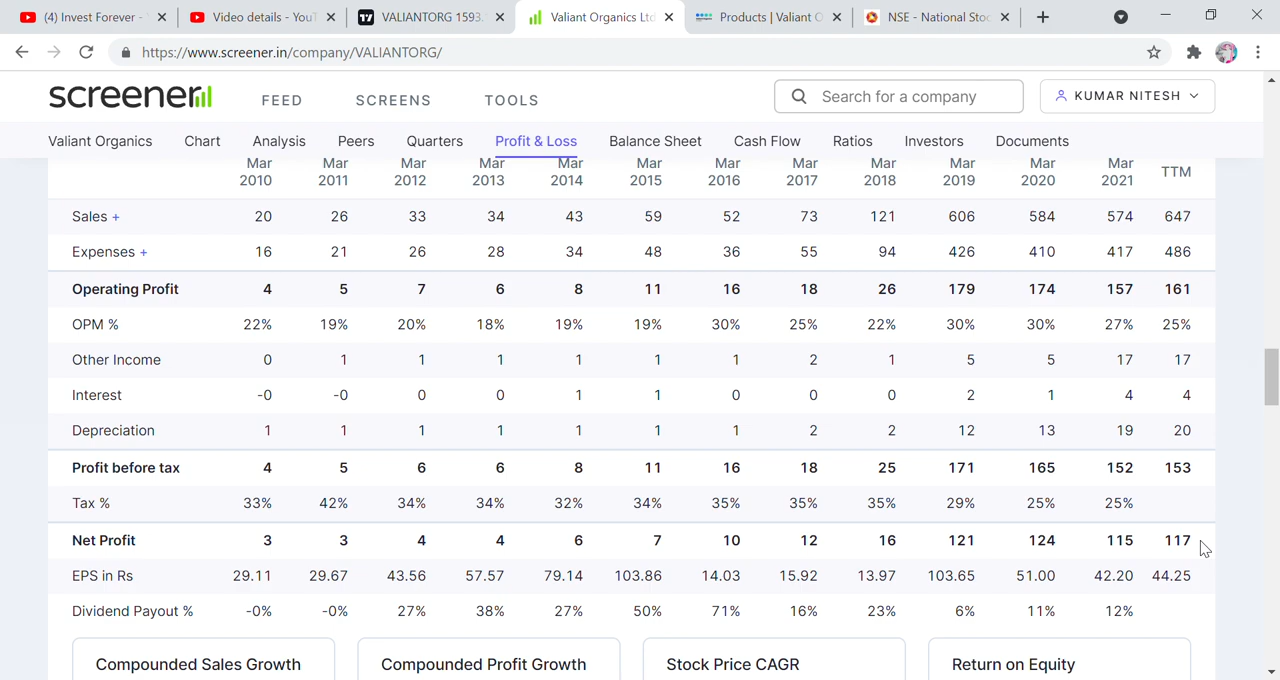 (4) Invest Forever - Video details - YouT VALIANTORG 1593. Valiant Organics Ltd Products | Valiant O NSE - National Stoc
https://www.screener.in/company/VALIANTORG/
screener FEED SCREENS TOOLS Search for a company KUMAR NITESH
Valiant Organics Chart Analysis Peers Quarters Profit & Loss Balance Sheet Cash Flow Ratios Investors Documents
Mar Mar Mar Mar Mar Mar Mar Mar Mar Mar Mar Mar TTM
2010 2011 2012 2013 2014 2015 2016 2017 2018 2019 2020 2021
Sales + 20 26 33 34 43 59 52 73 121 606 584 574 647
Expenses + 16 21 26 28 34 48 36 55 94 426 410 417 486
Operating Profit 4 5 7 6 8 11 16 18 26 179 174 157 161
OPM % 22% 19% 20% 18% 19% 19% 30% 25% 22% 30% 30% 27% 25%
Other Income 0 1 1 1 1 1 1 2 1 5 5 17 17
Interest -0 -0 0 0 1 1 0 0 0 2 1 4 4
Depreciation 1 1 1 1 1 1 1 2 2 12 13 19 20
Profit before tax 4 5 6 6 8 11 16 18 25 171 165 152 153
Tax % 33% 42% 34% 34% 32% 34% 35% 35% 35% 29% 25% 25%
Net Profit 3 3 4 4 6 7 10 12 16 121 124 115 117
EPS in Rs 29.11 29.67 43.56 57.57 79.14 103.86 14.03 15.92 13.97 103.65 51.00 42.20 44.25
Dividend Payout % -0% -0% 27% 38% 27% 50% 71% 16% 23% 6% 11% 12%
Compounded Sales Growth Compounded Profit Growth Stock Price CAGR Return on Equity